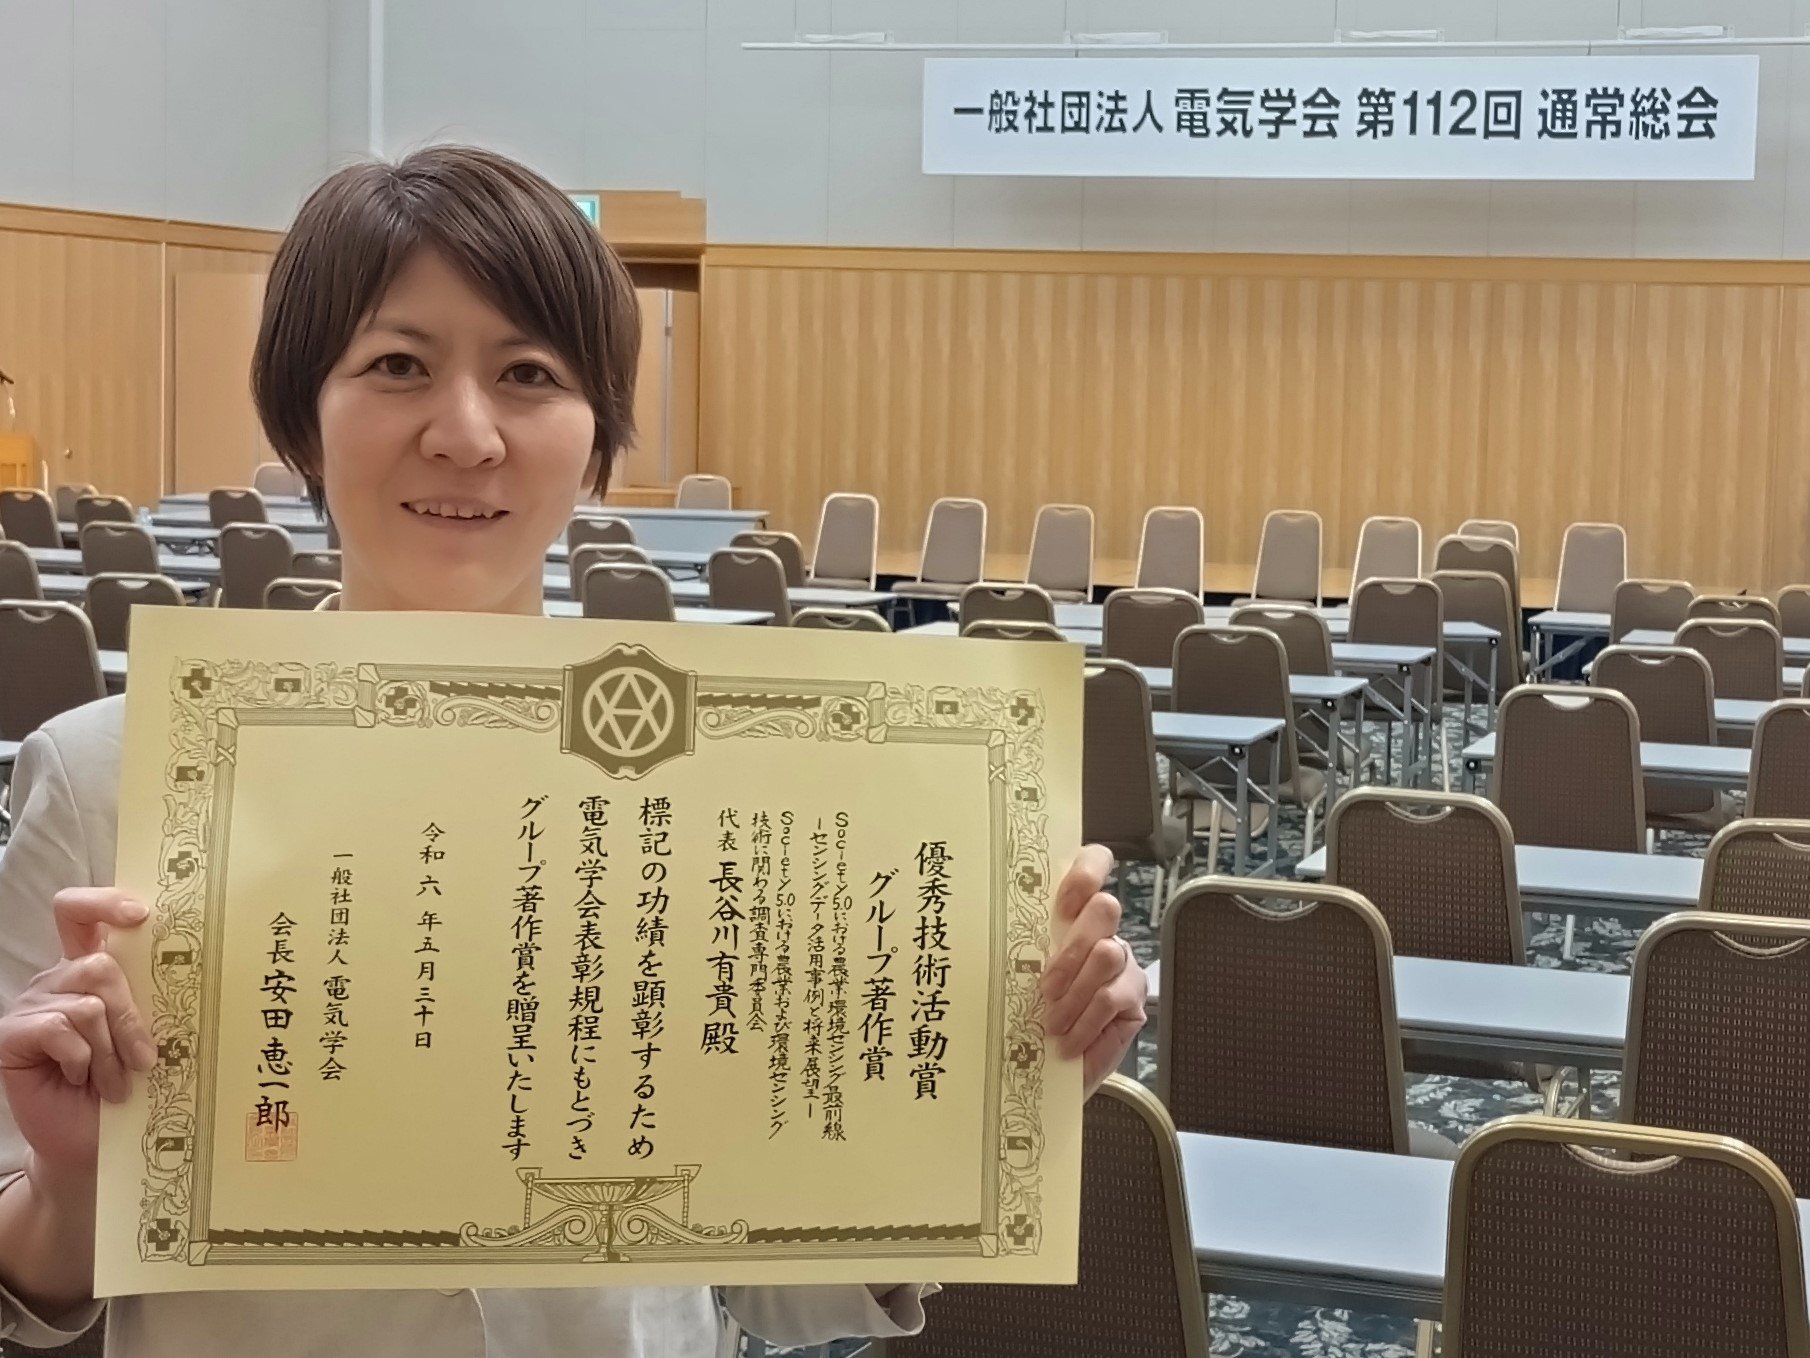 一般社団法人 電気学会 第112回 通常総会
優秀技術活動賞
グループ著作賞
Society5.0における農業・環境センシング最前線
ーセンシングデータ活用事例と将来展望ー
Society5.0における農業および環境センシング
技術に関わる調査専門委員会
代表 長谷川有貴殿
標記の功績を顕彰するため
電気学会表彰規程にもとづき
グループ著作賞を贈呈いたします
令和六年五月三十日
一般社団法人 電気学会
会長 安田恵一郎